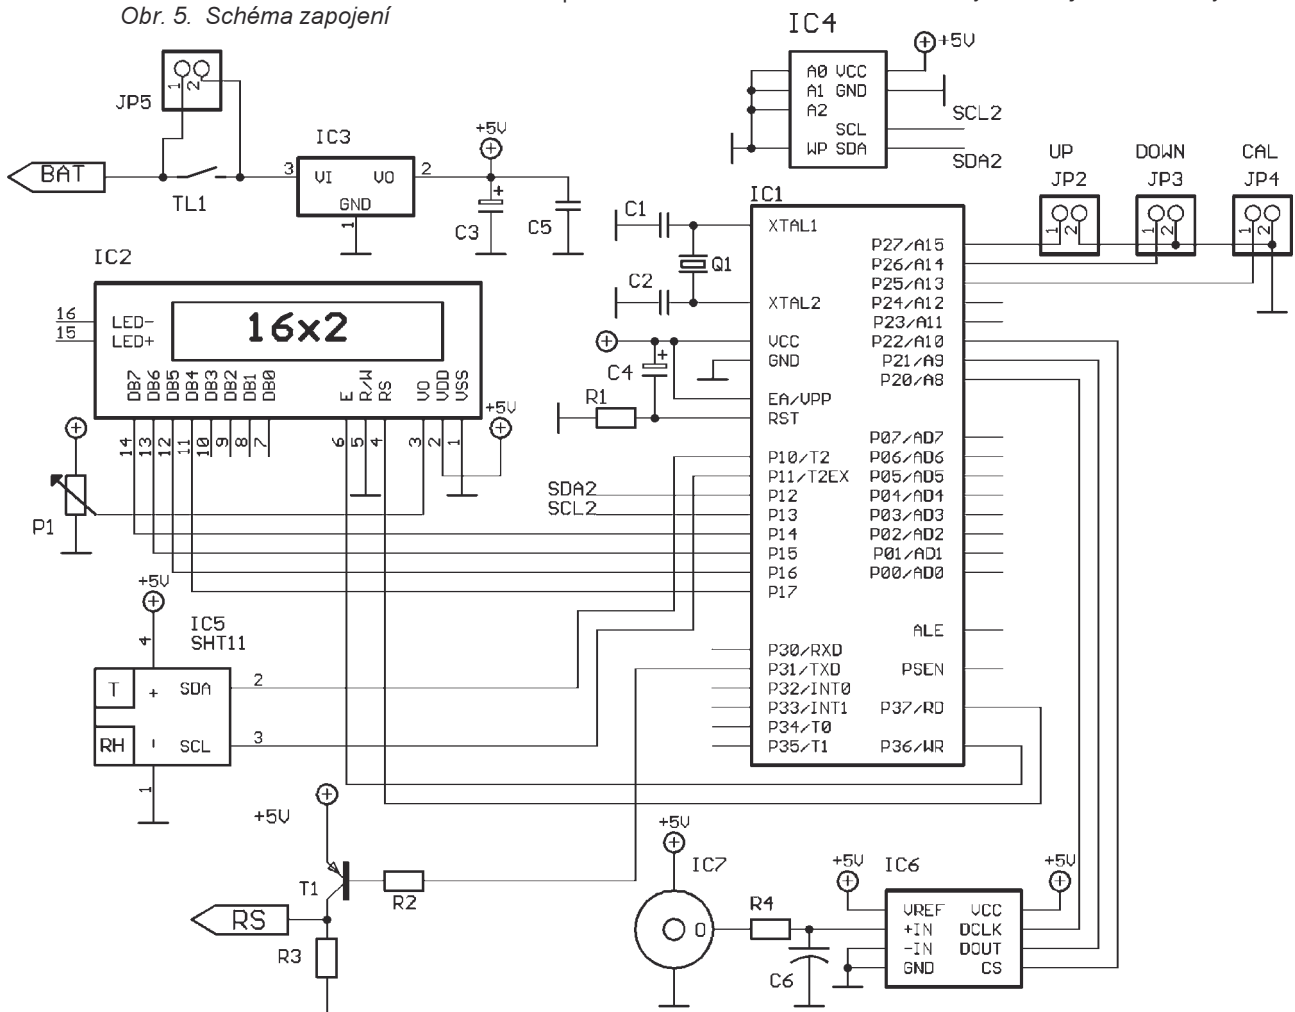 Obr. 5. Schéma zapojení
IC4
+5V
A0 VCC
A1 GND
A2
SCL
WP SDA
SCL2
SDA2
JP5
1 2
BAT
TL1
IC3
3 VI VO 2
GND
1
+5V
C3 +
C5
UP DOWN CAL
JP2 JP3 JP4
1 2 1 2 1 2
IC2
16 LED-
15 LED+
16x2
DB7 DB6 DB5 DB4 DB3 DB2 DB1 DB0 E R/W RS VO VDD VSS
14 13 12 11 10 9 8 7 6 5 4 3 2 1
+5V
P1
C1
C2
Q1
C4 +
R1
IC1
XTAL1
XTAL2
VCC
GND
EA/VPP
RST
P10/T2
P11/T2EX
P12
P13
P14
P15
P16
P17
P30/RXD
P31/TXD
P32/INT0
P33/INT1
P34/T0
P35/T1
P27/A15
P26/A14
P25/A13
P24/A12
P23/A11
P22/A10
P21/A9
P20/A8
P07/AD7
P06/AD6
P05/AD5
P04/AD4
P03/AD3
P02/AD2
P01/AD1
P00/AD0
ALE
PSEN
P37/RD
P36/WR
SDA2
SCL2
+5V
4
IC5
SHT11
T + SDA 2
RH - SCL 3
1
+5V
T1
R2
RS
R3
+5V
IC7
O
R4
C6
+5V
IC6
+5V
VREF VCC
+IN DCLK
-IN DOUT
GND CS